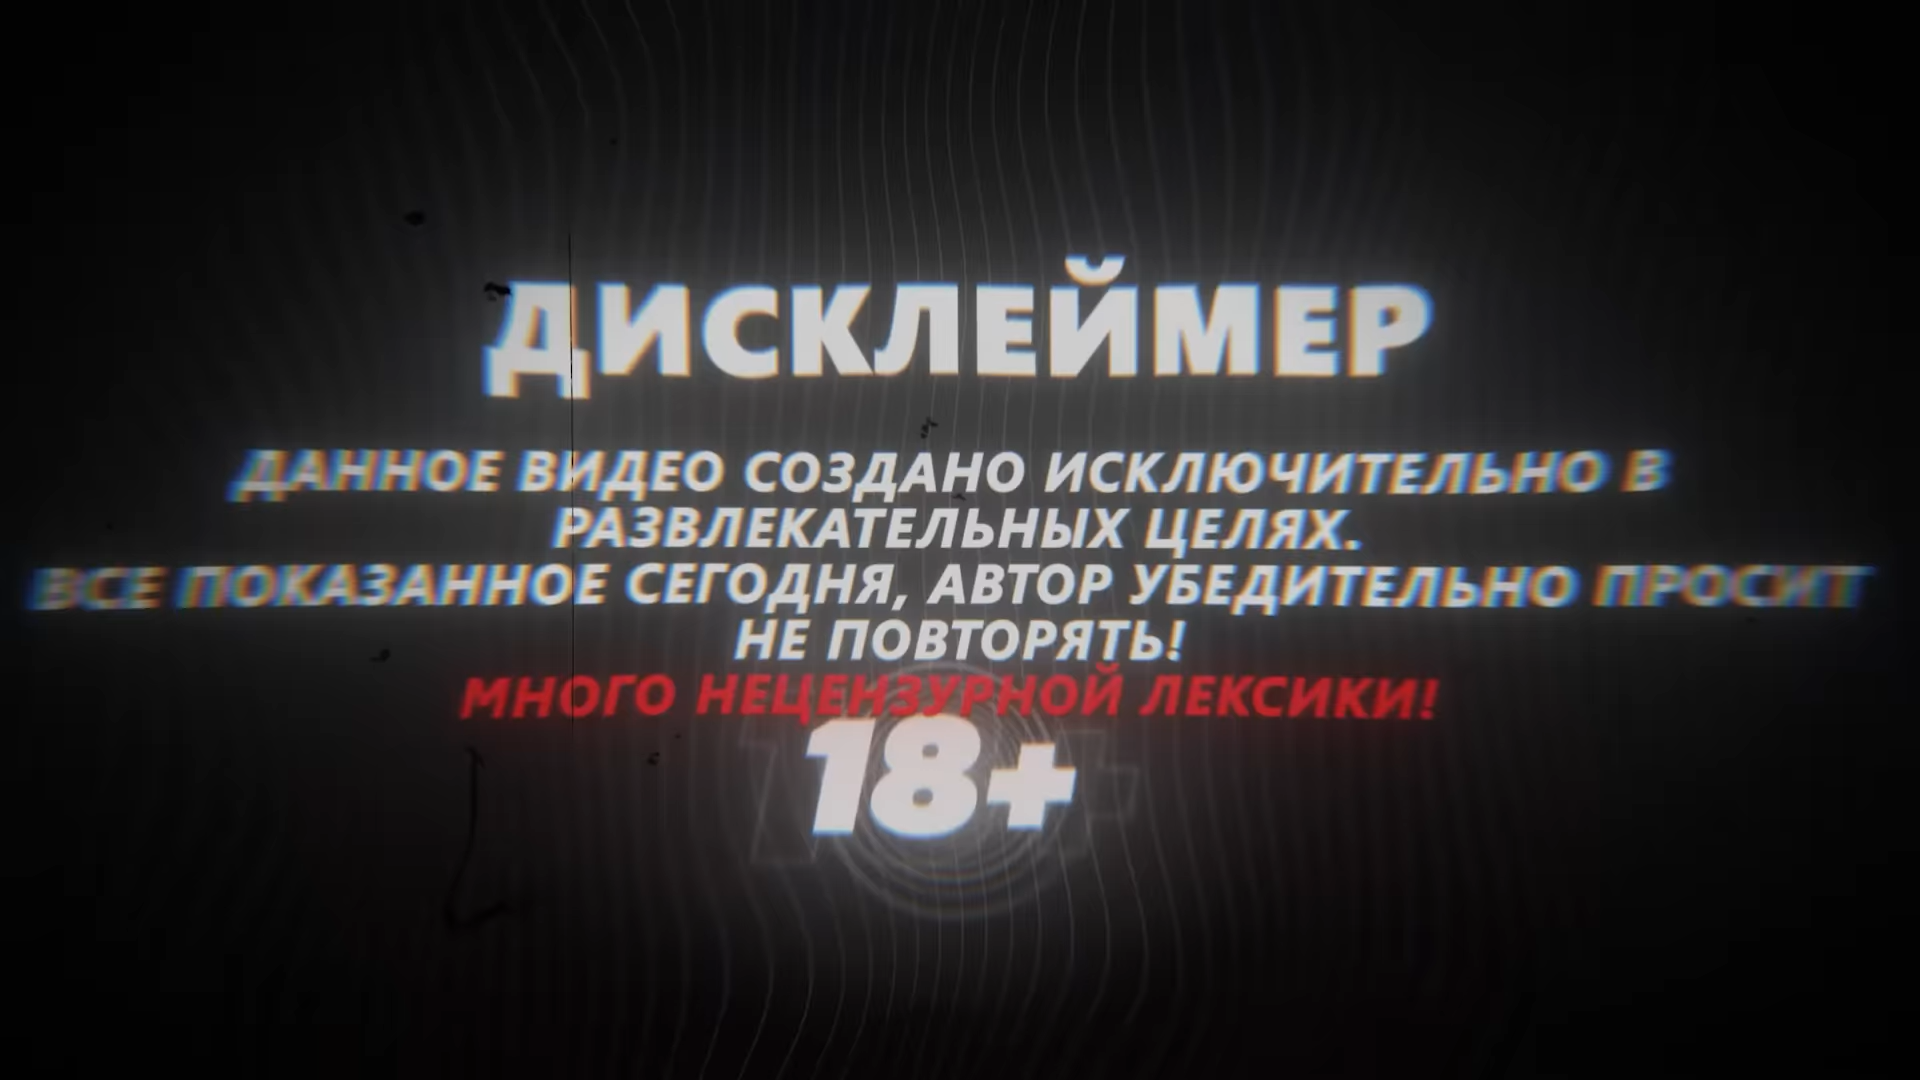 ДИСКЛЕЙМЕР
ДАННОЕ ВИДЕО СОЗДАНО ИСКЛЮЧИТЕЛЬНО В
РАЗВЛЕКАТЕЛЬНЫХ ЦЕЛЯХ.
ВСЕ ПОКАЗАННОЕ СЕГОДНЯ, АВТОР УБЕДИТЕЛЬНО ПРОСИТ
НЕ ПОВТОРЯТЬ!
МНОГО НЕЦЕНЗУРНОЙ ЛЕКСИКИ!
18+